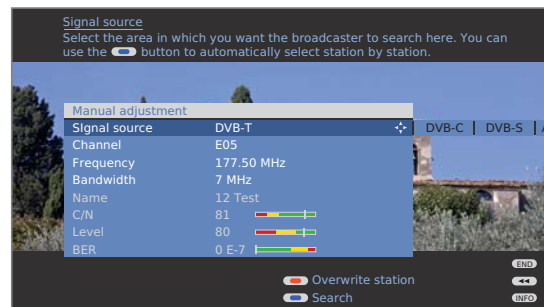 Signal source
Select the area in which you want the broadcaster to search here. You can
use the button to automatically select station by station.
Manual adjustment
SIgnal source DVB-T DVB-C DVB-S
Channel E05
Frequency 177.50 MHz
Bandwidth 7 MHz
Name 12 Test
C/N 81
Level 80
BER 0 E-7
END
Overwrite station
Search
INFO